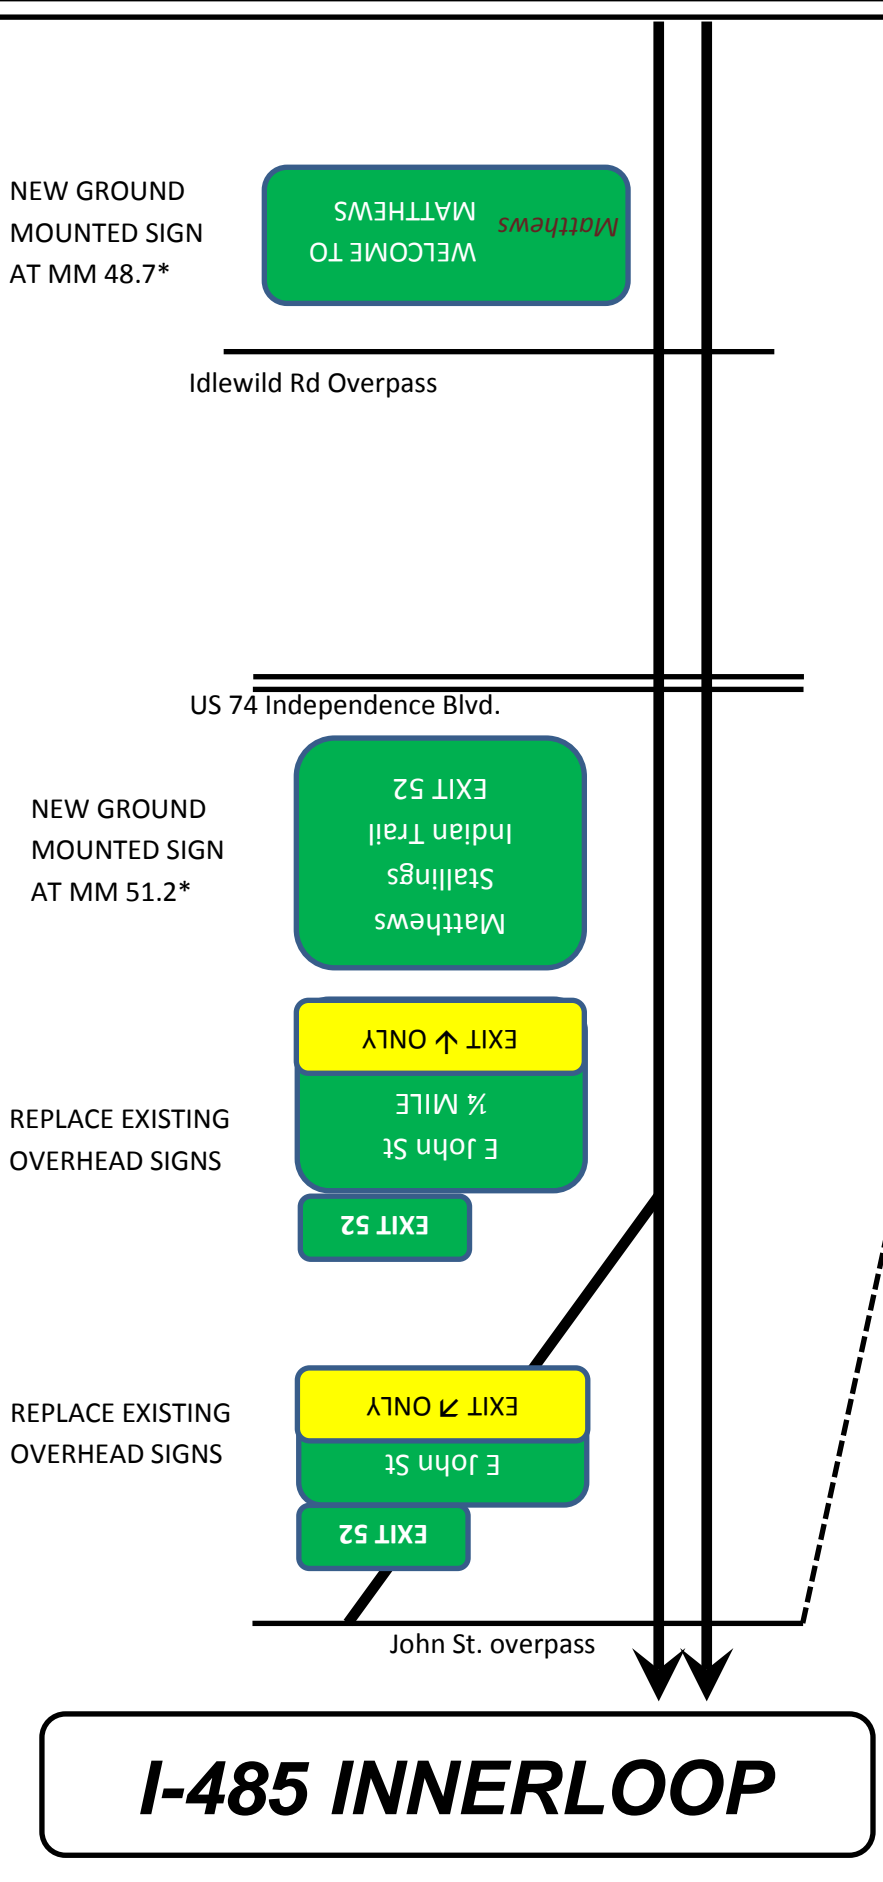 NEW GROUND
MOUNTED SIGN
AT MM 48.7*
WELCOME TO
MATTHEWS
Matthews
Idlewild Rd Overpass
US 74 Independence Blvd.
NEW GROUND
MOUNTED SIGN
AT MM 51.2*
Matthews
Stallings
Indian Trail
EXIT 52
REPLACE EXISTING
OVERHEAD SIGNS
EXIT 52
E John St
¼ MILE
EXIT ↓ ONLY
REPLACE EXISTING
OVERHEAD SIGNS
EXIT 52
E John St
EXIT ↗ ONLY
John St. overpass
I-485 INNERLOOP